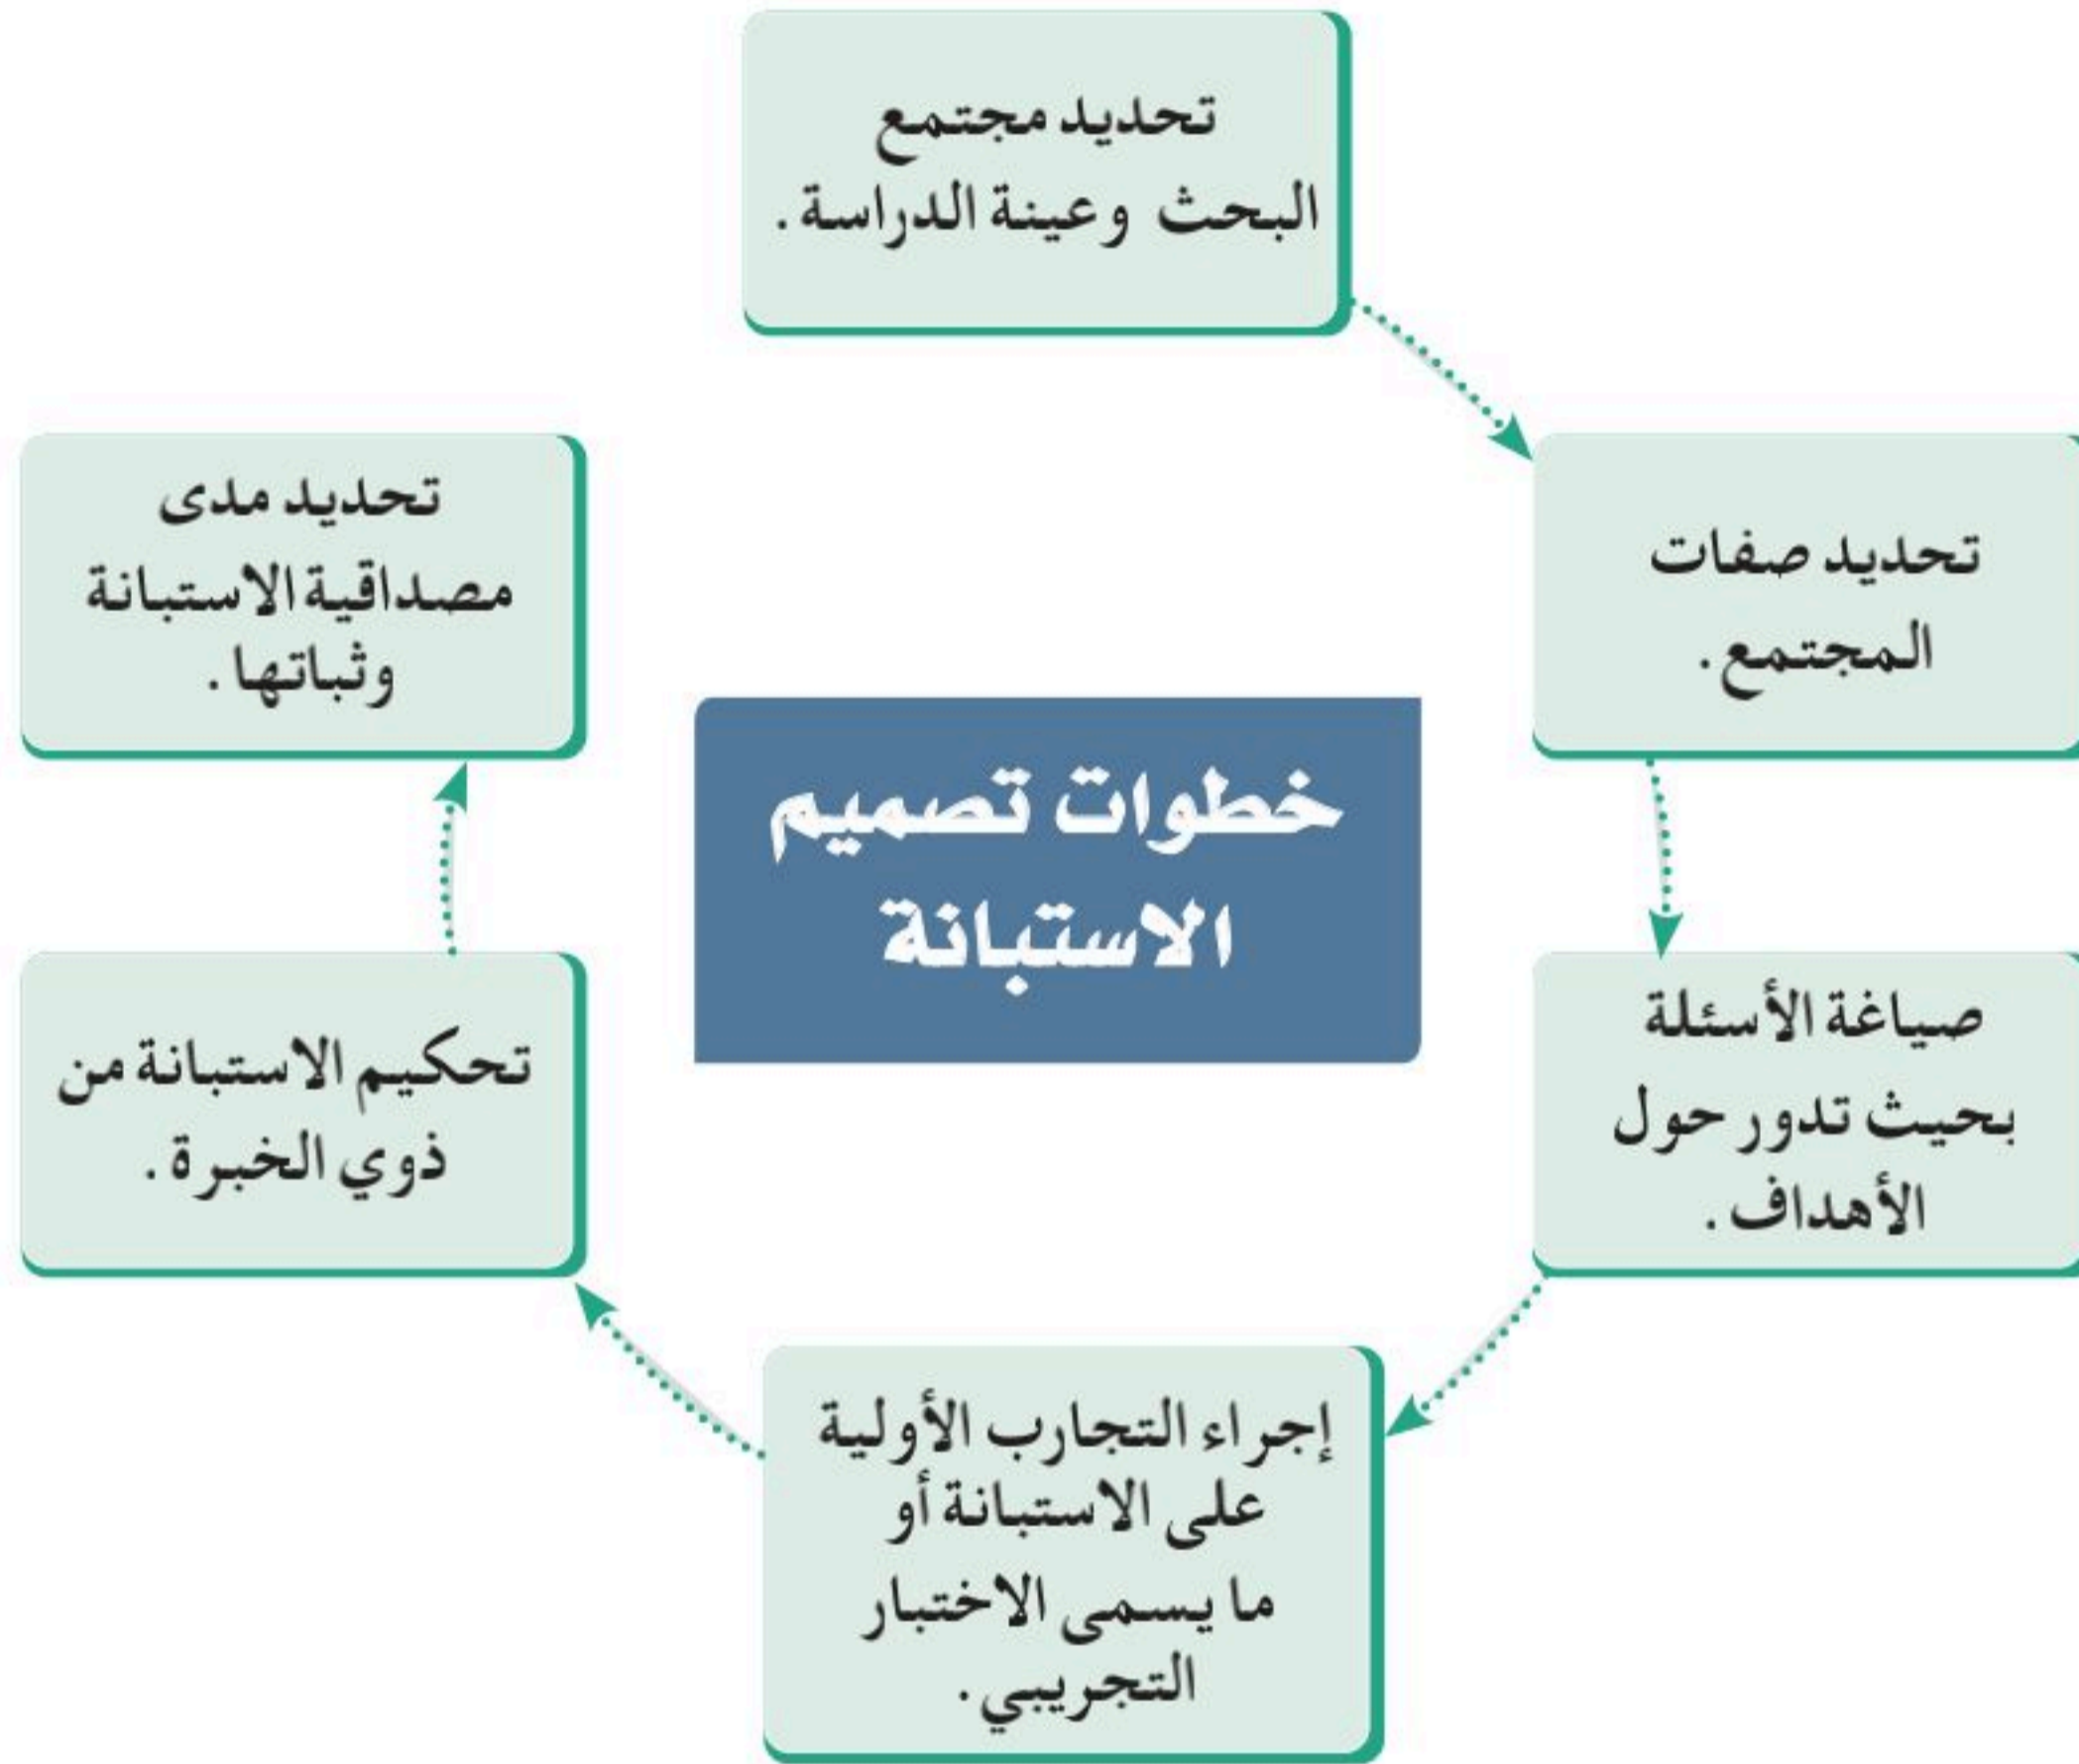 تحديد مجتمع
البحث وعينة الدراسة .
تحديد صفات
المجتمع .
صياغة الأسئلة
بحيث تدور حول
الأهداف .
إجراء التجارب الأولية
على الاستبانة أو
ما يسمى الاختبار
التجريبي .
تحكيم الاستبانة من
ذوي الخبرة .
تحديد مدى
مصداقية الاستبانة
وثباتها .
خطوات تصميم
الاستبانة